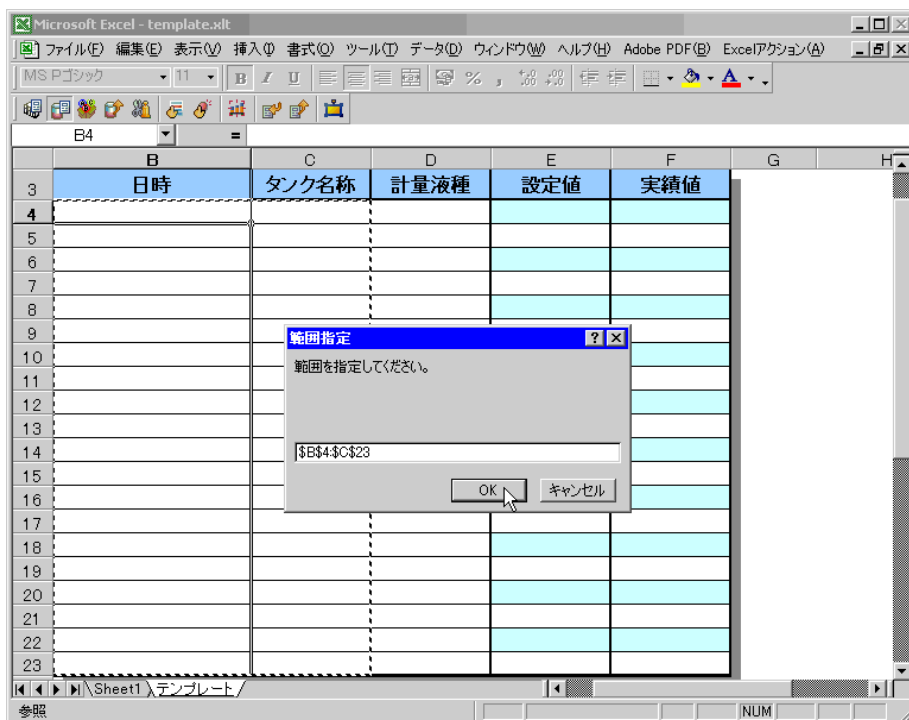 Microsoft Excel - template.xlt
ファイル(F) 編集(E) 表示(V) 挿入(I) 書式(O) ツール(T) データ(D) ウィンドウ(W) ヘルプ(H) Adobe PDF(B) Excelアクション(A)
MS Pゴシック 11 B I U % ,
B4 =
B C D E F G H
3 日時 タンク名称 計量液種 設定値 実績値
4
5
6
7
8
9
範囲指定
範囲を指定してください。
10
11
12
13
14 $B$4:$C$23
15
16 OK キャンセル
17
18
19
20
21
22
23
Sheet1 テンプレート
参照 NUM